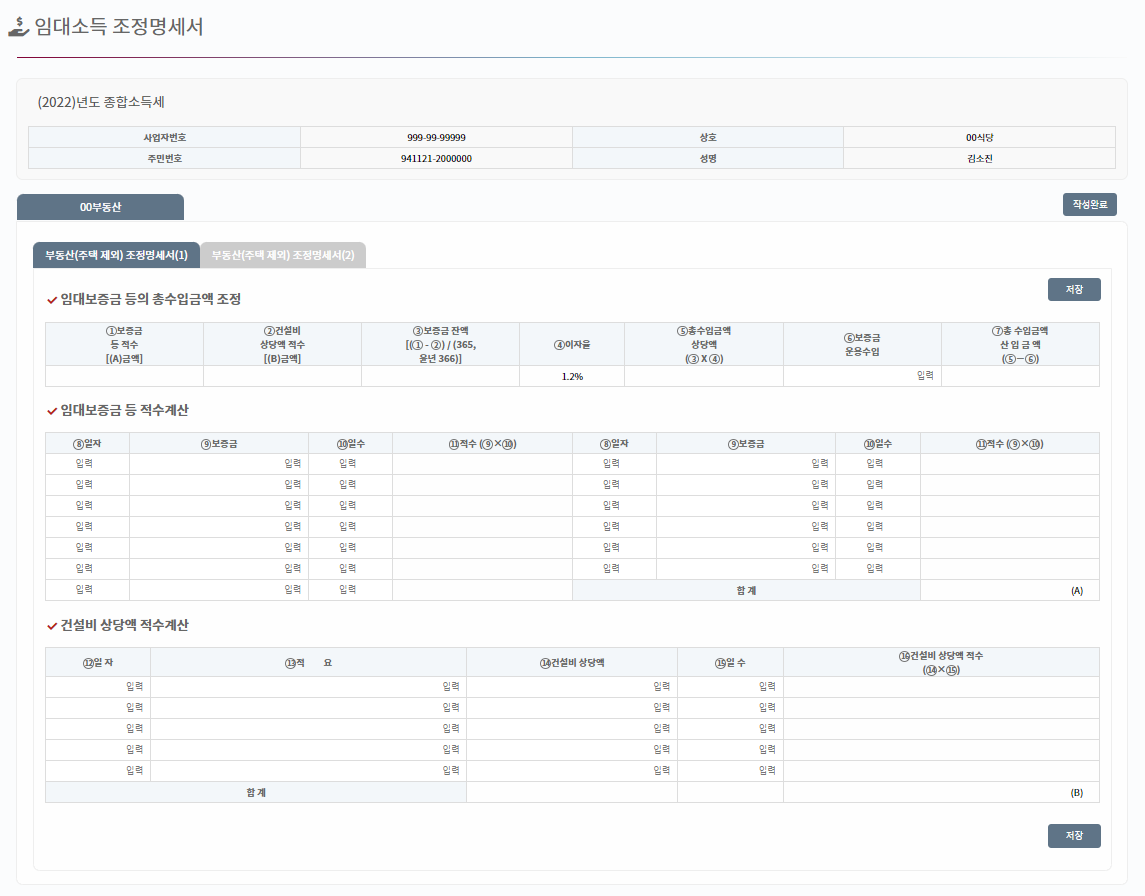 임대소득 조정명세서
(2022)년도 종합소득세
사업자번호 999-99-99999 상호 00식당
주민번호 941121-2000000 성명 김소진
00부동산 작성완료
부동산(주택 제외) 조정명세서(1) 부동산(주택 제외) 조정명세서(2)
저장
임대보증금 등의 총수입금액 조정
①보증금 등 적수 [(A)금액] ②건설비 상당액 적수 [(B)금액] ③보증금 잔액 [(① - ②) / (365, 윤년 366)] ④이자율 ⑤총수입금액 상당액 (③ X ④) ⑥보증금 운용수입 ⑦총 수입금액 산 입 금 액 (⑤－⑥)
1.2% 입력
임대보증금 등 적수계산
⑧일자 ⑨보증금 ⑩일수 ⑪적수 (⑨×⑩) ⑧일자 ⑨보증금 ⑩일수 ⑪적수 (⑨×⑩)
입력 입력 입력 입력 입력 입력
입력 입력 입력 입력 입력 입력
입력 입력 입력 입력 입력 입력
입력 입력 입력 입력 입력 입력
입력 입력 입력 입력 입력 입력
입력 입력 입력 입력 입력 입력
입력 입력 입력 합 계 (A)
건설비 상당액 적수계산
⑫일 자 ⑬적 요 ⑭건설비 상당액 ⑮일 수 ⑯건설비 상당액 적수 (⑭×⑮)
입력 입력 입력 입력
입력 입력 입력 입력
입력 입력 입력 입력
입력 입력 입력 입력
입력 입력 입력 입력
합 계 (B)
저장